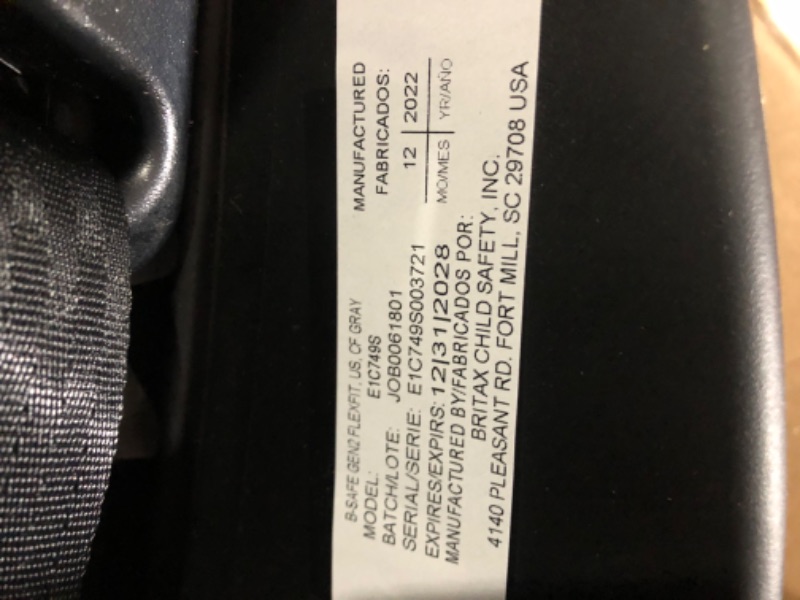 B-SAFE GEN2 FLEXFIT, US, CF GRAY
MODEL: E1C749S
BATCH/LOTE: JOB0061801
SERIAL/SERIE: E1C749S003721
EXPIRES/EXPIRS: 12|31|2028
MANUFACTURED BY/FABRICADOS POR:
BRITAX CHILD SAFETY, INC.
4140 PLEASANT RD. FORT MILL, SC 29708 USA
MANUFACTURED
FABRICADOS:
12 | 2022
MO/MES | YR/AÑO